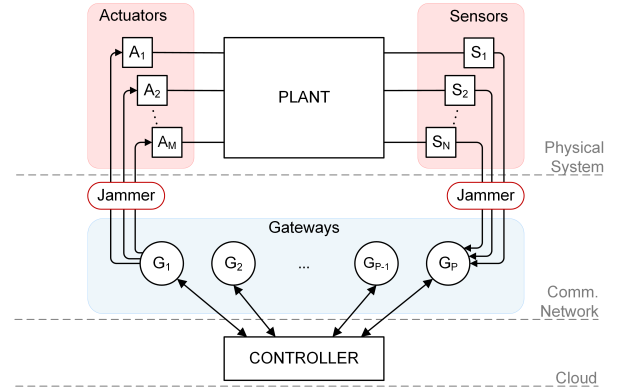 Actuators
Sensors
A1
S1
A2
S2
PLANT
AM
SN
Physical
System
Jammer
Jammer
Gateways
G1
G2
...
GP-1
GP
Comm.
Network
CONTROLLER
Cloud